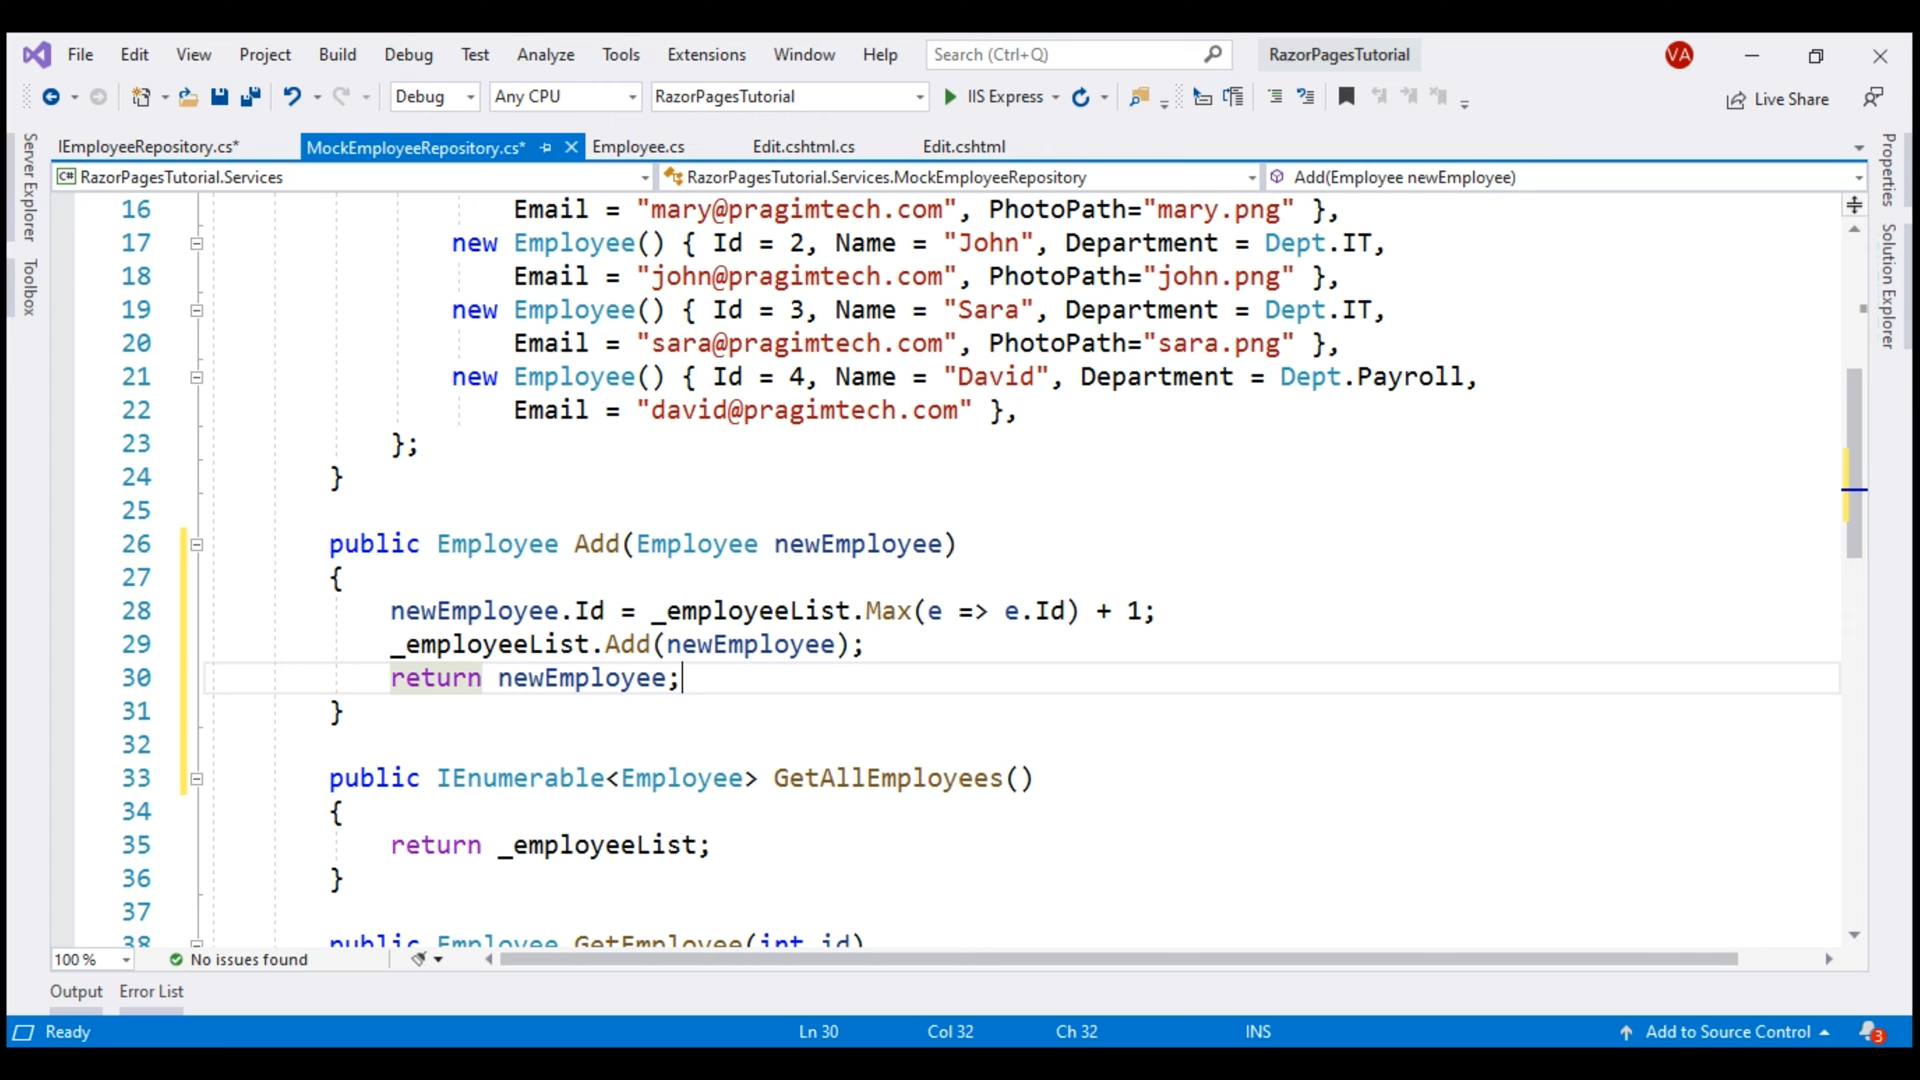 File Edit View Project Build Debug Test Analyze Tools Extensions Window Help Search (Ctrl+Q) RazorPagesTutorial VA
Debug Any CPU RazorPagesTutorial IIS Express Live Share
IEmployeeRepository.cs* MockEmployeeRepository.cs* Employee.cs Edit.cshtml.cs Edit.cshtml
C# RazorPagesTutorial.Services RazorPagesTutorial.Services.MockEmployeeRepository Add(Employee newEmployee)
Server Explorer
Toolbox
Properties
Solution Explorer
16 Email = "mary@pragimtech.com", PhotoPath="mary.png" },
17 new Employee() { Id = 2, Name = "John", Department = Dept.IT,
18 Email = "john@pragimtech.com", PhotoPath="john.png" },
19 new Employee() { Id = 3, Name = "Sara", Department = Dept.IT,
20 Email = "sara@pragimtech.com", PhotoPath="sara.png" },
21 new Employee() { Id = 4, Name = "David", Department = Dept.Payroll,
22 Email = "david@pragimtech.com" },
23 };
24 }
25
26 public Employee Add(Employee newEmployee)
27 {
28 newEmployee.Id = _employeeList.Max(e => e.Id) + 1;
29 _employeeList.Add(newEmployee);
30 return newEmployee;
31 }
32
33 public IEnumerable<Employee> GetAllEmployees()
34 {
35 return _employeeList;
36 }
37
38 public Employee GetEmployee(int id)
100 % No issues found
Output Error List
Ready Ln 30 Col 32 Ch 32 INS Add to Source Control 3